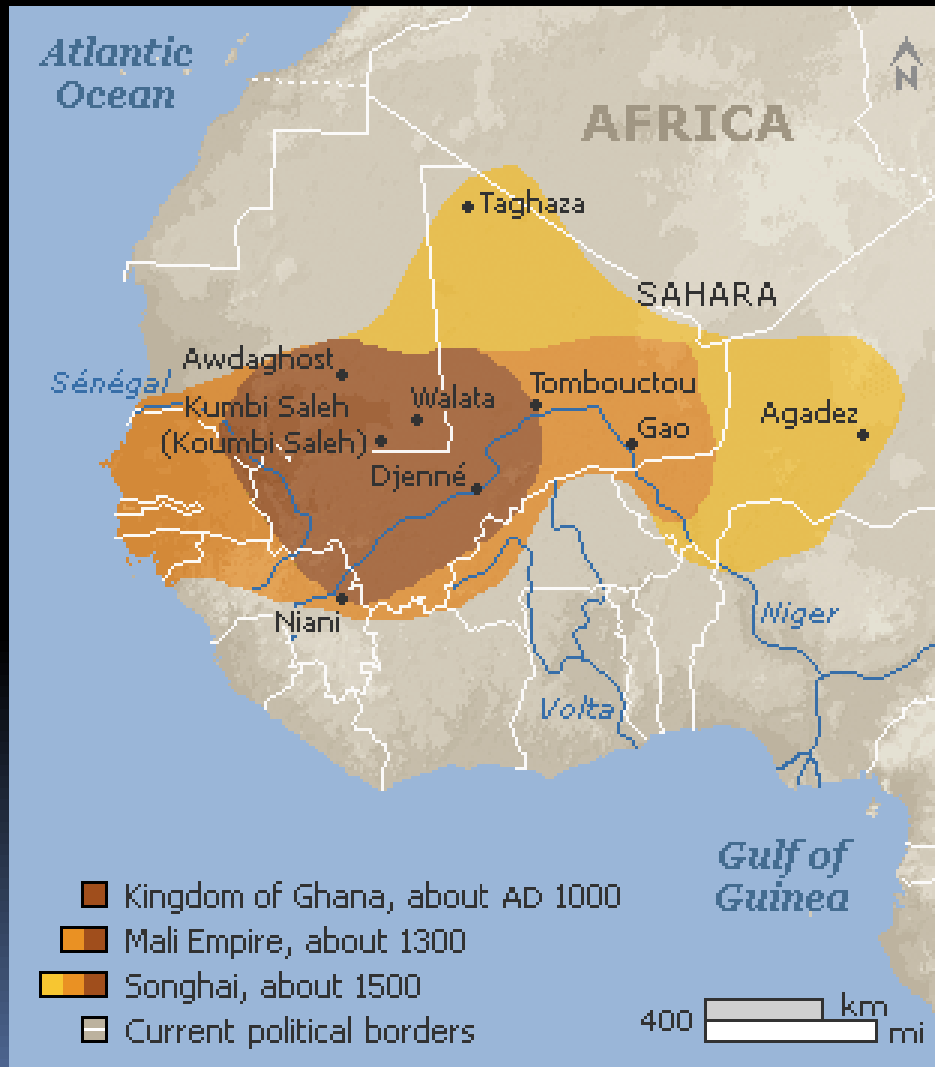 Atlantic
Ocean
N
AFRICA
Taghaza
SAHARA
Awdaghost
Sénégal
Tombouctou
Walata
Kumbi Saleh
(Koumbi Saleh)
Agadez
Gao
Djenné
Niani
Niger
Volta
Gulf of
Guinea
Kingdom of Ghana, about AD 1000
Mali Empire, about 1300
Songhai, about 1500
Current political borders
400 km
mi